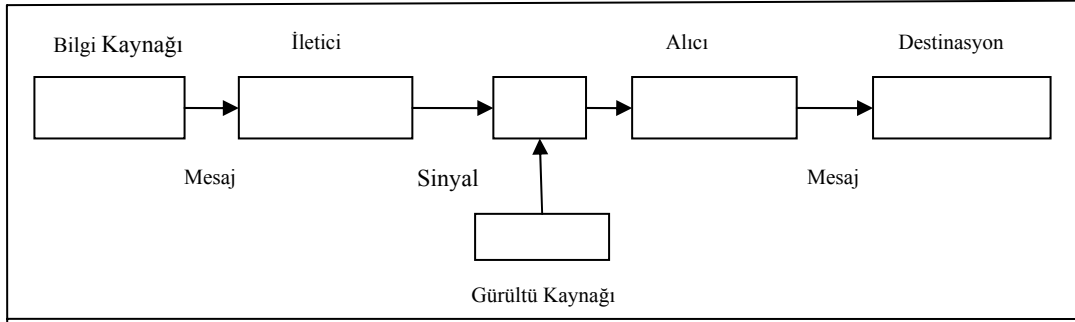 Bilgi Kaynağı
İletici
Alıcı
Destinasyon
Mesaj
Sinyal
Mesaj
Gürültü Kaynağı